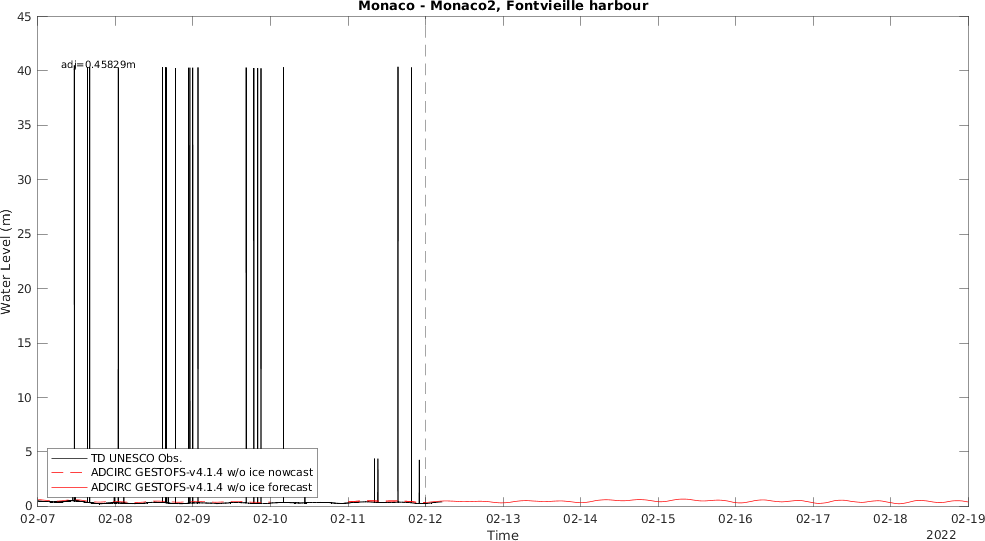 Monaco - Monaco2, Fontvieille harbour
45
40
35
30
25
20
15
10
5
0
Water Level (m)
adj=0.45829m
TD UNESCO Obs.
ADCIRC GESTOFS-v4.1.4 w/o ice nowcast
ADCIRC GESTOFS-v4.1.4 w/o ice forecast
02-07 02-08 02-09 02-10 02-11 02-12 02-13 02-14 02-15 02-16 02-17 02-18 02-19
Time
2022